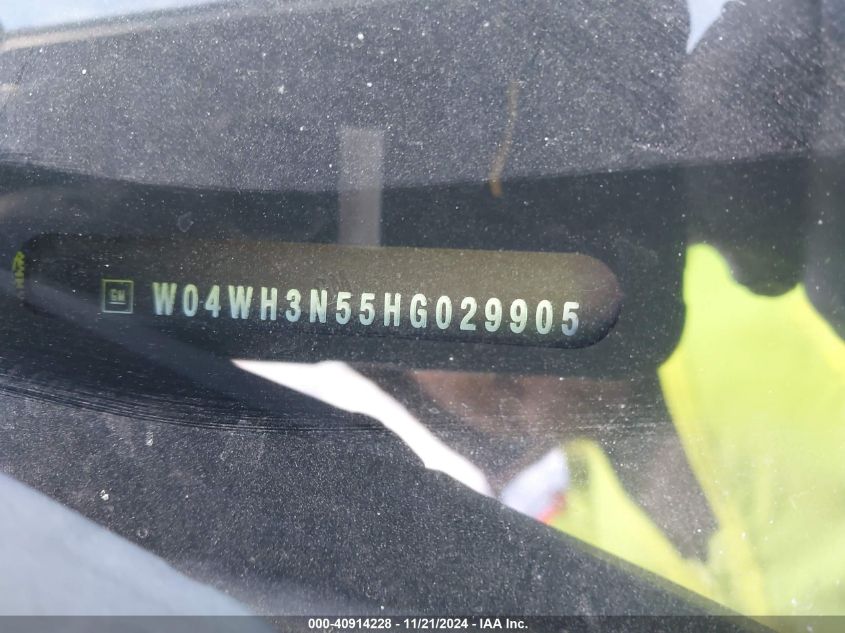 GM W04WH3N55HG029905
000-40914228 - 11/21/2024 - IAA Inc.